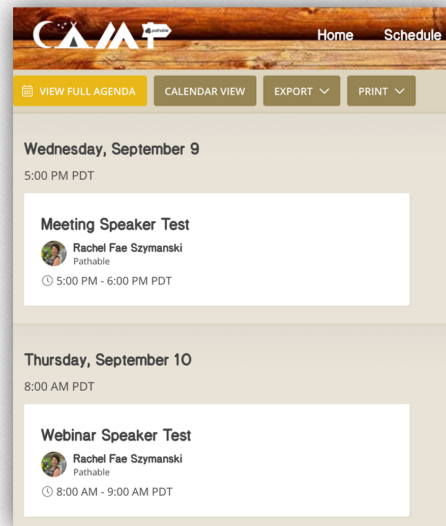 CAMP pathable
Home Schedule
VIEW FULL AGENDA CALENDAR VIEW EXPORT PRINT
Wednesday, September 9
5:00 PM PDT
Meeting Speaker Test
Rachel Fae Szymanski
Pathable
5:00 PM - 6:00 PM PDT
Thursday, September 10
8:00 AM PDT
Webinar Speaker Test
Rachel Fae Szymanski
Pathable
8:00 AM - 9:00 AM PDT